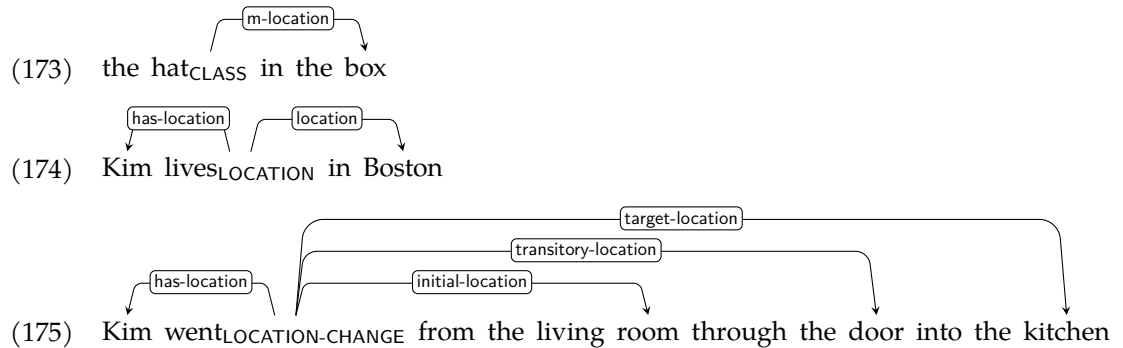 m-location
(173) the hatCLASS in the box
has-location location
(174) Kim livesLOCATION in Boston
target-location
transitory-location
has-location initial-location
(175) Kim wentLOCATION-CHANGE from the living room through the door into the kitchen